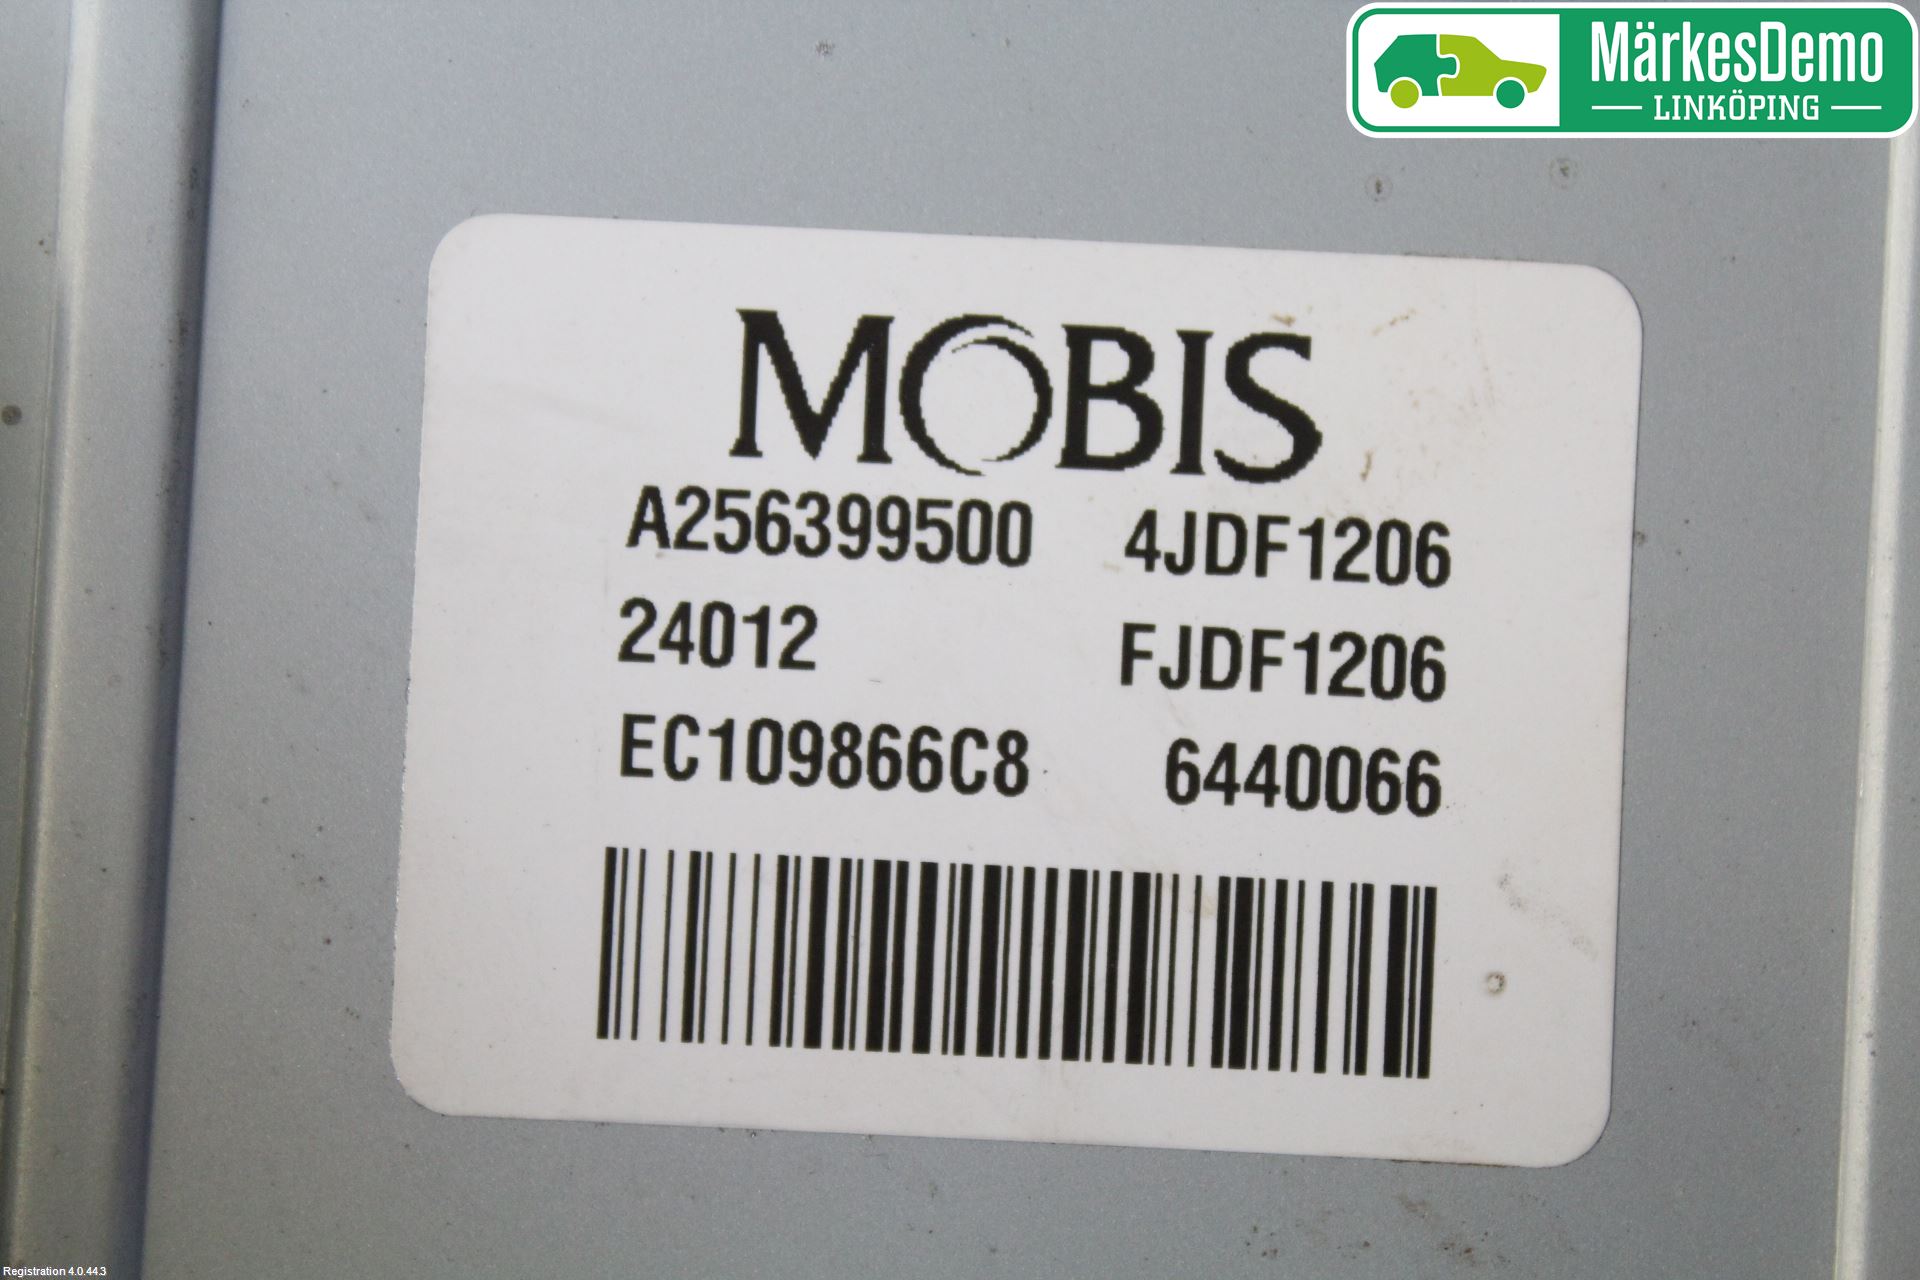 MärkesDemo
LINKÖPING
MOBIS
A256399500 4JDF1206
24012 FJDF1206
EC109866C8 6440066
Registration 4.0.44.3